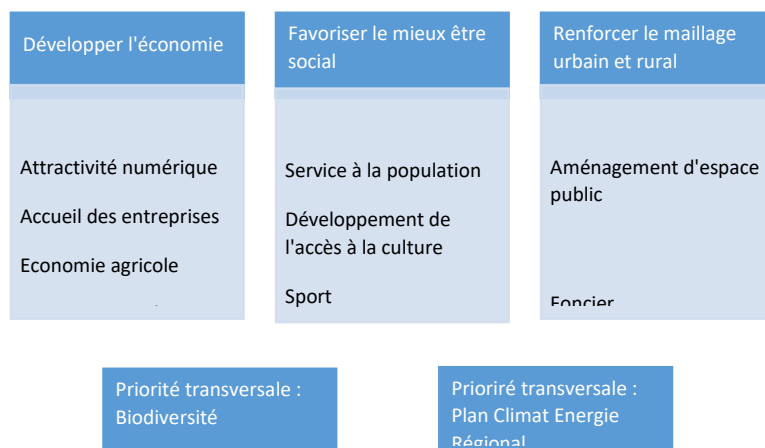 Développer l'économie
Attractivité numérique
Accueil des entreprises
Economie agricole
Favoriser le mieux être
social
Service à la population
Développement de
l'accès à la culture
Sport
Renforcer le maillage
urbain et rural
Aménagement d'espace
public
Foncier
Priorité transversale :
Biodiversité
Prioriré transversale :
Plan Climat Energie
Régional